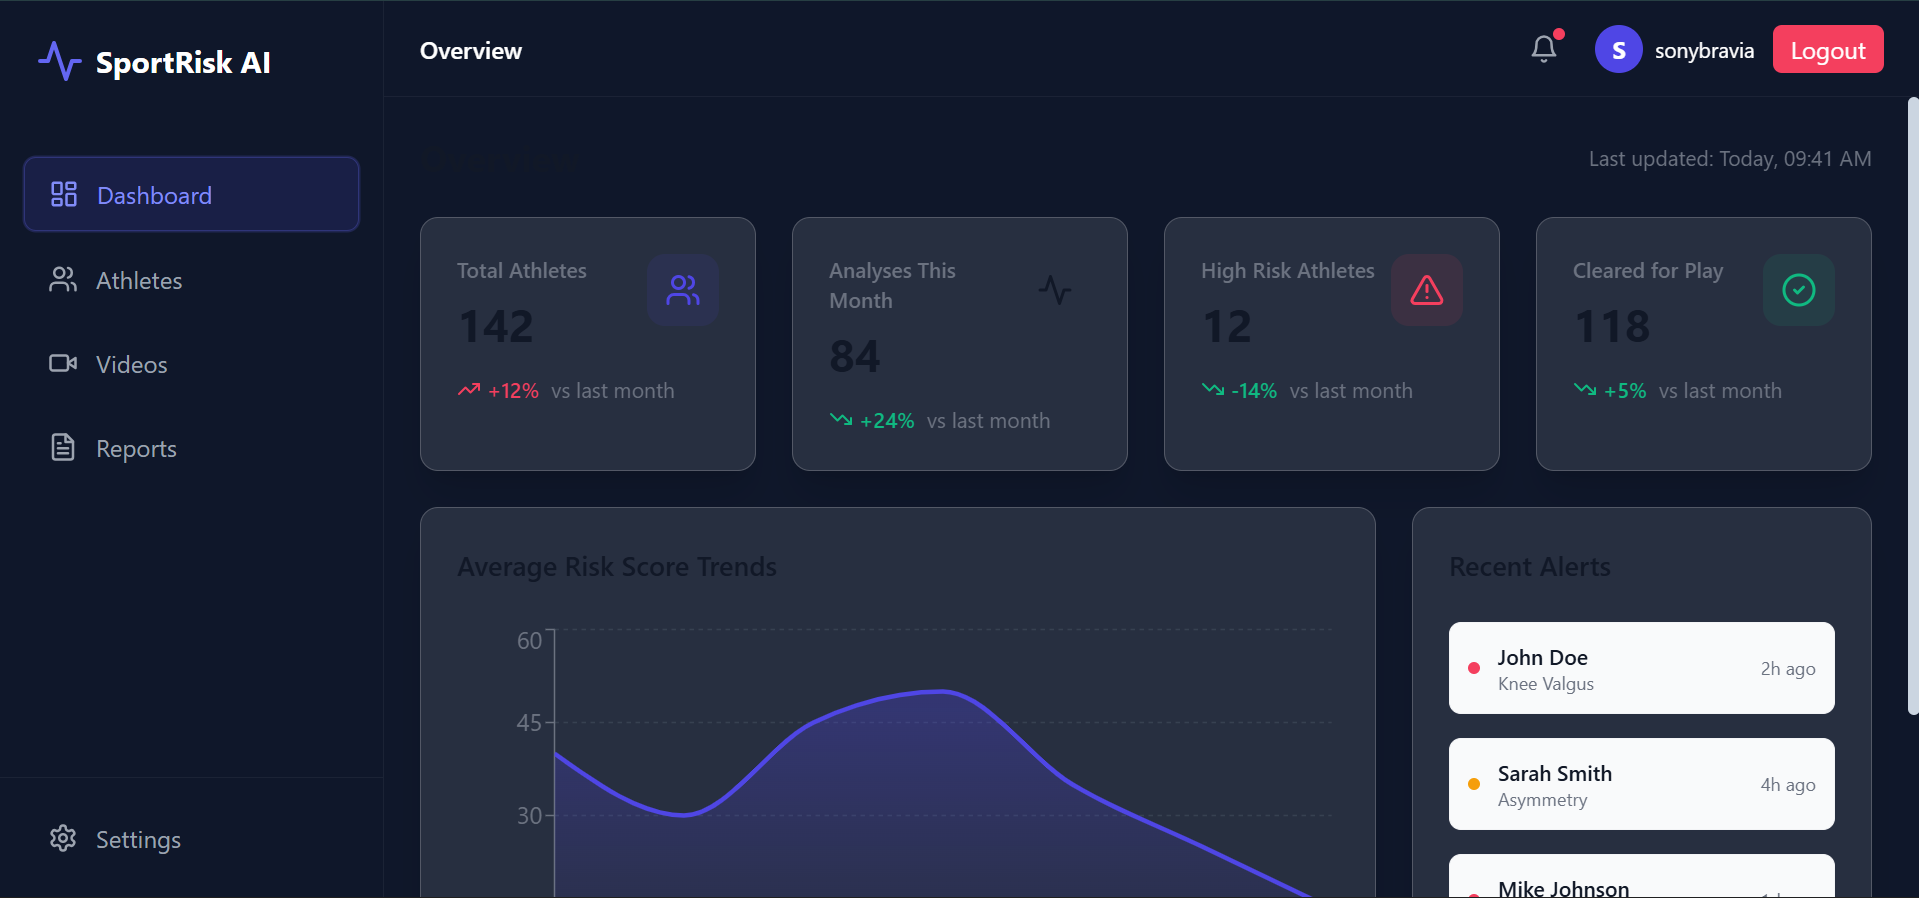 SportRisk AI
Overview
S
sonybravia
Logout
Dashboard
Athletes
Videos
Reports
Settings
Last updated: Today, 09:41 AM
Total Athletes
142
+12% vs last month
Analyses This
Month
84
+24% vs last month
High Risk Athletes
12
-14% vs last month
Cleared for Play
118
+5% vs last month
Average Risk Score Trends
60
45
30
Recent Alerts
John Doe
Knee Valgus
2h ago
Sarah Smith
Asymmetry
4h ago
Mike Johnson